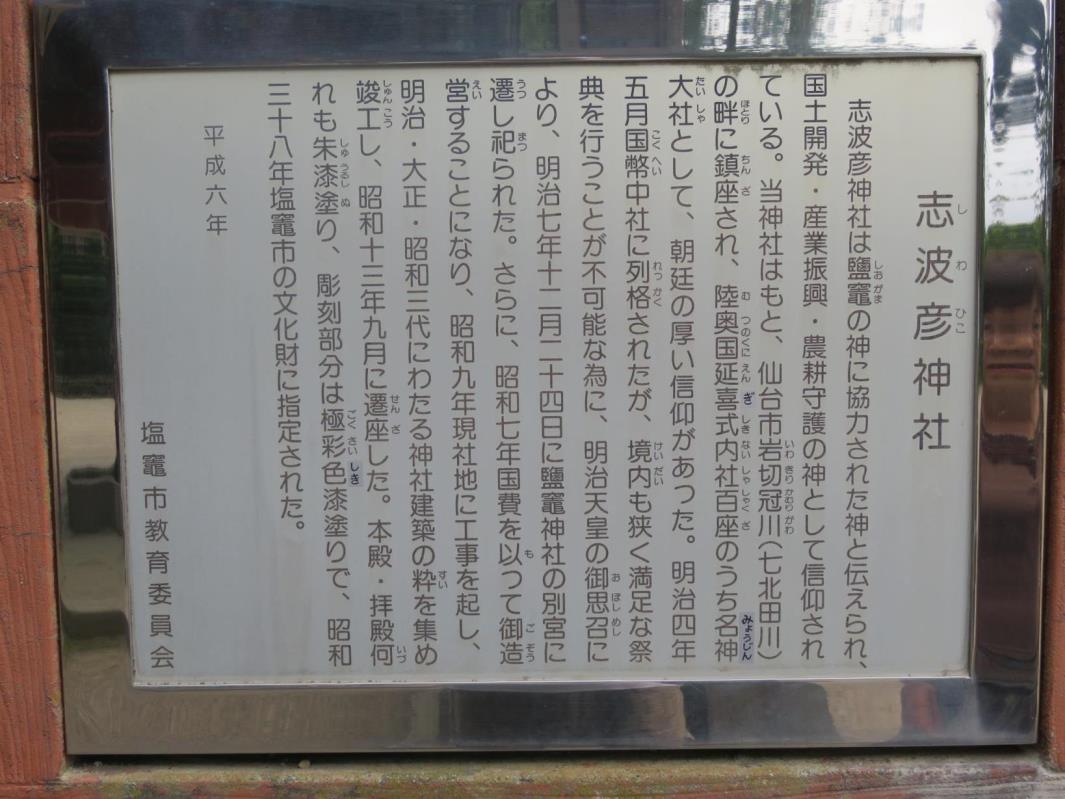 志波彦神社
志波彦神社は鹽竈の神に協力された神と伝えられ、
国土開発・産業振興・農耕守護の神として信仰され
ている。当神社はもと、仙台市岩切冠川（七北田川）
の畔に鎮座され、陸奥国延喜式内社百座のうち名神
大社として、朝廷の厚い信仰があった。明治四年
五月国幣中社に列格されたが、境内も狭く満足な祭
典を行うことが不可能な為に、明治天皇の御思召に
より、明治七年十二月二十四日に鹽竈神社の別宮に
遷し祀られた。さらに、昭和七年国費を以つて御造
営することになり、昭和九年現社地に工事を起し、
明治・大正・昭和三代にわたる神社建築の粋を集め
竣工し、昭和十三年九月に遷座した。本殿・拝殿何
れも朱漆塗り、彫刻部分は極彩色漆塗りで、昭和
三十八年塩竈市の文化財に指定された。
平成六年
塩竈市教育委員会